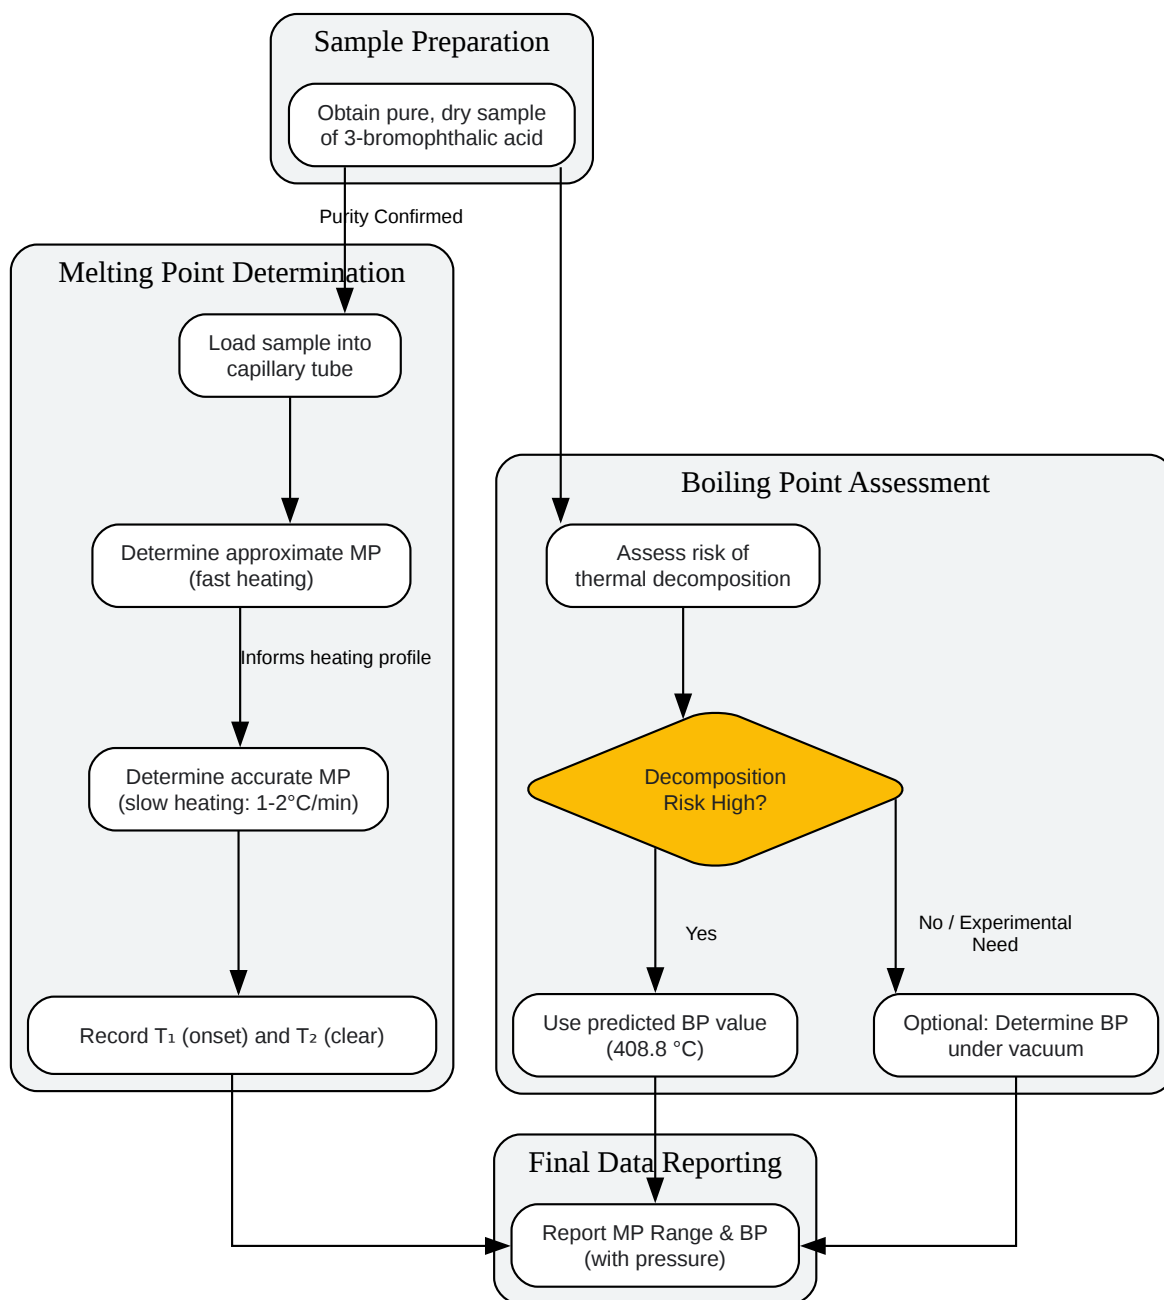 Sample Preparation
Obtain pure, dry sample
of 3-bromophthalic acid
Purity Confirmed
Melting Point Determination
Load sample into
capillary tube
Determine approximate MP
(fast heating)
Informs heating profile
Determine accurate MP
(slow heating: 1-2°C/min)
Record T₁ (onset) and T₂ (clear)
Boiling Point Assessment
Assess risk of
thermal decomposition
Decomposition
Risk High?
Yes
No / Experimental
Need
Use predicted BP value
(408.8 °C)
Optional: Determine BP
under vacuum
Final Data Reporting
Report MP Range & BP
(with pressure)